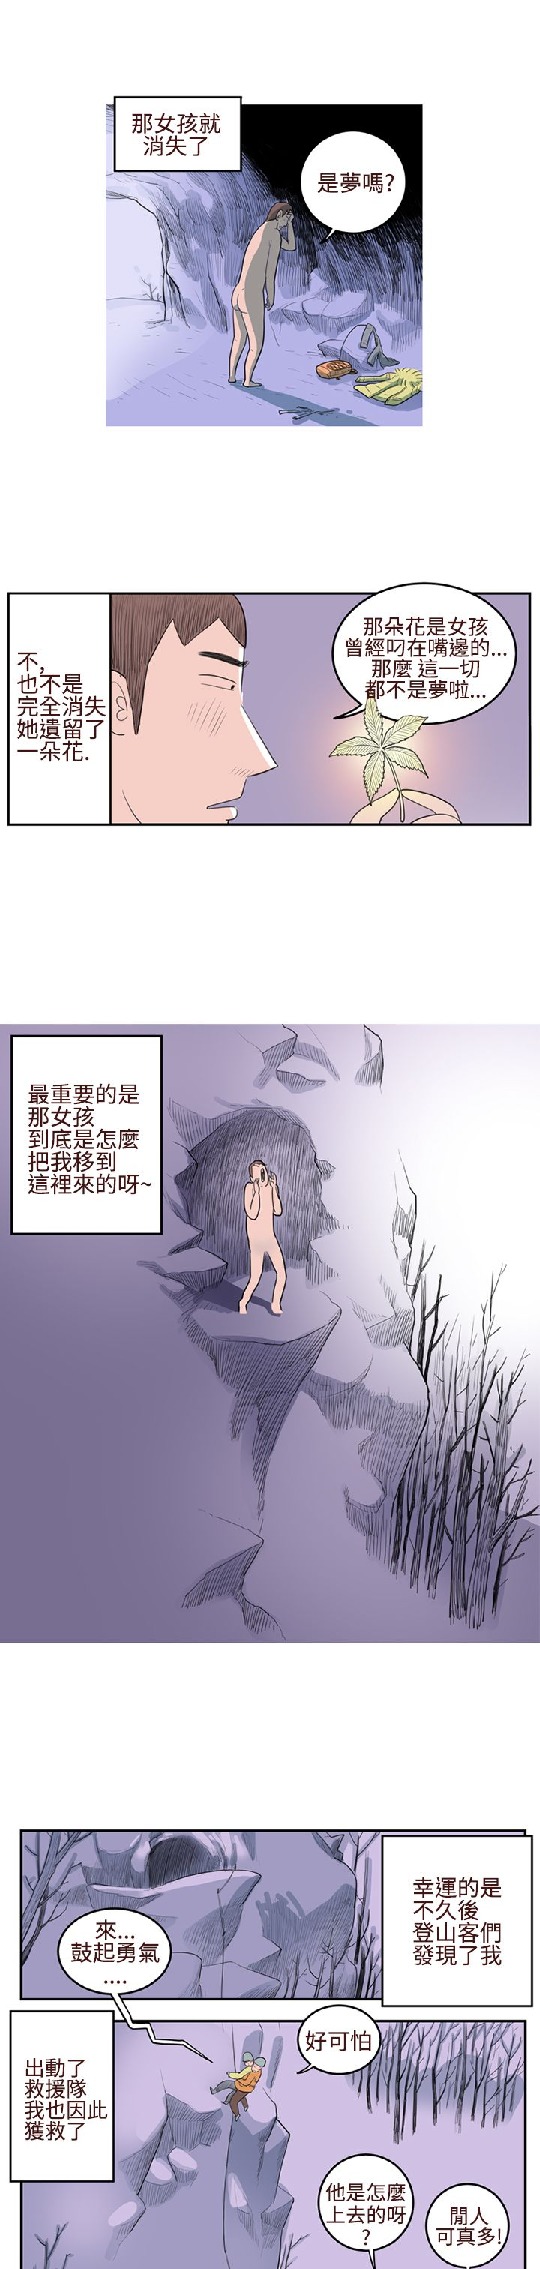 那女孩就
消失了
是夢嗎?
不,
也不是
完全消失
她遺留了
一朵花.
那朵花是女孩
曾經叼在嘴邊的...
那麼 這一切
都不是夢啦...
最重要的是
那女孩
到底是怎麼
把我移到
這裡來的呀~
幸運的是
不久後
登山客們
發現了我
來...
鼓起勇氣
....
出動了
救援隊
我也因此
獲救了
好可怕
他是怎麼
上去的呀
?
閒人
可真多!